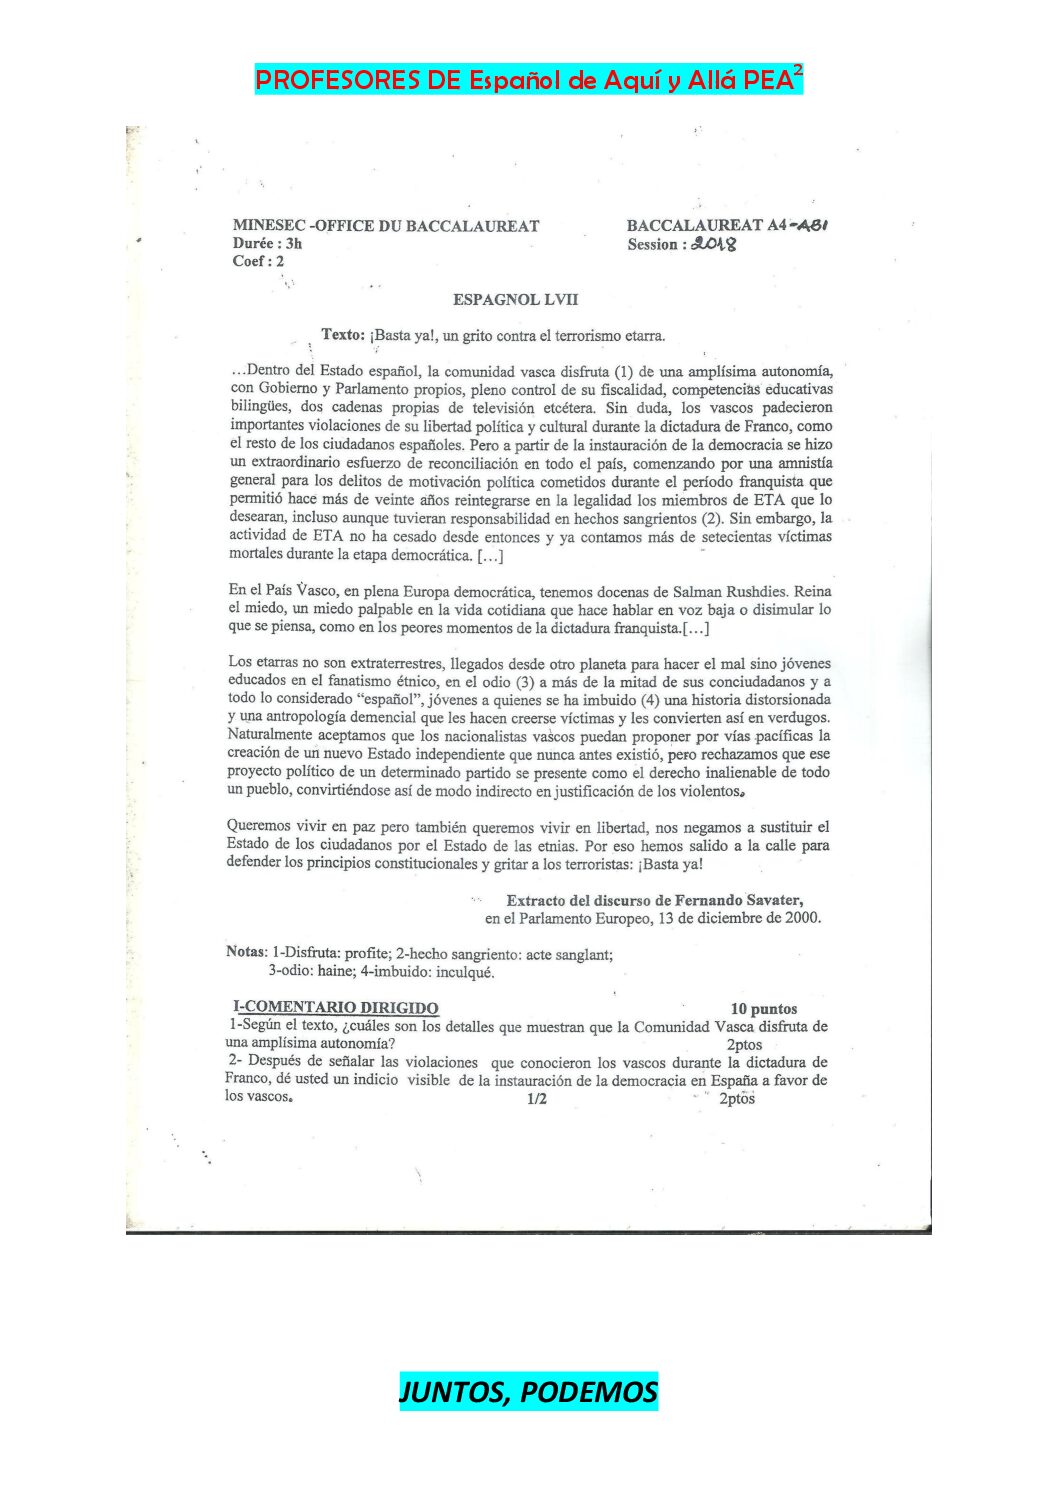 PROFESORES DE Español de Aquí y Allá PEA²
MINESEC -OFFICE DU BACCALAUREAT BACCALAUREAT A4-ABI
Durée : 3h Session : 2018
Coef : 2
ESPAGNOL LVII
Texto: ¡Basta ya!, un grito contra el terrorismo etarra.
…Dentro del Estado español, la comunidad vasca disfruta (1) de una amplísima autonomía,
con Gobierno y Parlamento propios, pleno control de su fiscalidad, competencias educativas
bilingües, dos cadenas propias de televisión etcétera. Sin duda, los vascos padecieron
importantes violaciones de su libertad política y cultural durante la dictadura de Franco, como
el resto de los ciudadanos españoles. Pero a partir de la instauración de la democracia se hizo
un extraordinario esfuerzo de reconciliación en todo el país, comenzando por una amnistía
general para los delitos de motivación política cometidos durante el período franquista que
permitió hace más de veinte años reintegrarse en la legalidad los miembros de ETA que lo
desearan, incluso aunque tuvieran responsabilidad en hechos sangrientos (2). Sin embargo, la
actividad de ETA no ha cesado desde entonces y ya contamos más de setecientas víctimas
mortales durante la etapa democrática. […]
En el País Vasco, en plena Europa democrática, tenemos docenas de Salman Rushdies. Reina
el miedo, un miedo palpable en la vida cotidiana que hace hablar en voz baja o disimular lo
que se piensa, como en los peores momentos de la dictadura franquista.[…]
Los etarras no son extraterrestres, llegados desde otro planeta para hacer el mal sino jóvenes
educados en el fanatismo étnico, en el odio (3) a más de la mitad de sus conciudadanos y a
todo lo considerado “español”, jóvenes a quienes se ha imbuido (4) una historia distorsionada
y una antropología demencial que les hacen creerse víctimas y les convierten así en verdugos.
Naturalmente aceptamos que los nacionalistas vascos puedan proponer por vías pacíficas la
creación de un nuevo Estado independiente que nunca antes existió, pero rechazamos que ese
proyecto político de un determinado partido se presente como el derecho inalienable de todo
un pueblo, convirtiéndose así de modo indirecto en justificación de los violentos.
Queremos vivir en paz pero también queremos vivir en libertad, nos negamos a sustituir el
Estado de los ciudadanos por el Estado de las etnias. Por eso hemos salido a la calle para
defender los principios constitucionales y gritar a los terroristas: ¡Basta ya!
Extracto del discurso de Fernando Savater,
en el Parlamento Europeo, 13 de diciembre de 2000.
Notas: 1-Disfruta: profite; 2-hecho sangriento: acte sanglant;
3-odio: haine; 4-imbuido: inculqué.
I-COMENTARIO DIRIGIDO 10 puntos
1-Según el texto, ¿cuáles son los detalles que muestran que la Comunidad Vasca disfruta de
una amplísima autonomía? 2ptos
2- Después de señalar las violaciones que conocieron los vascos durante la dictadura de
Franco, dé usted un indicio visible de la instauración de la democracia en España a favor de
los vascos. 1/2 2ptos
JUNTOS, PODEMOS